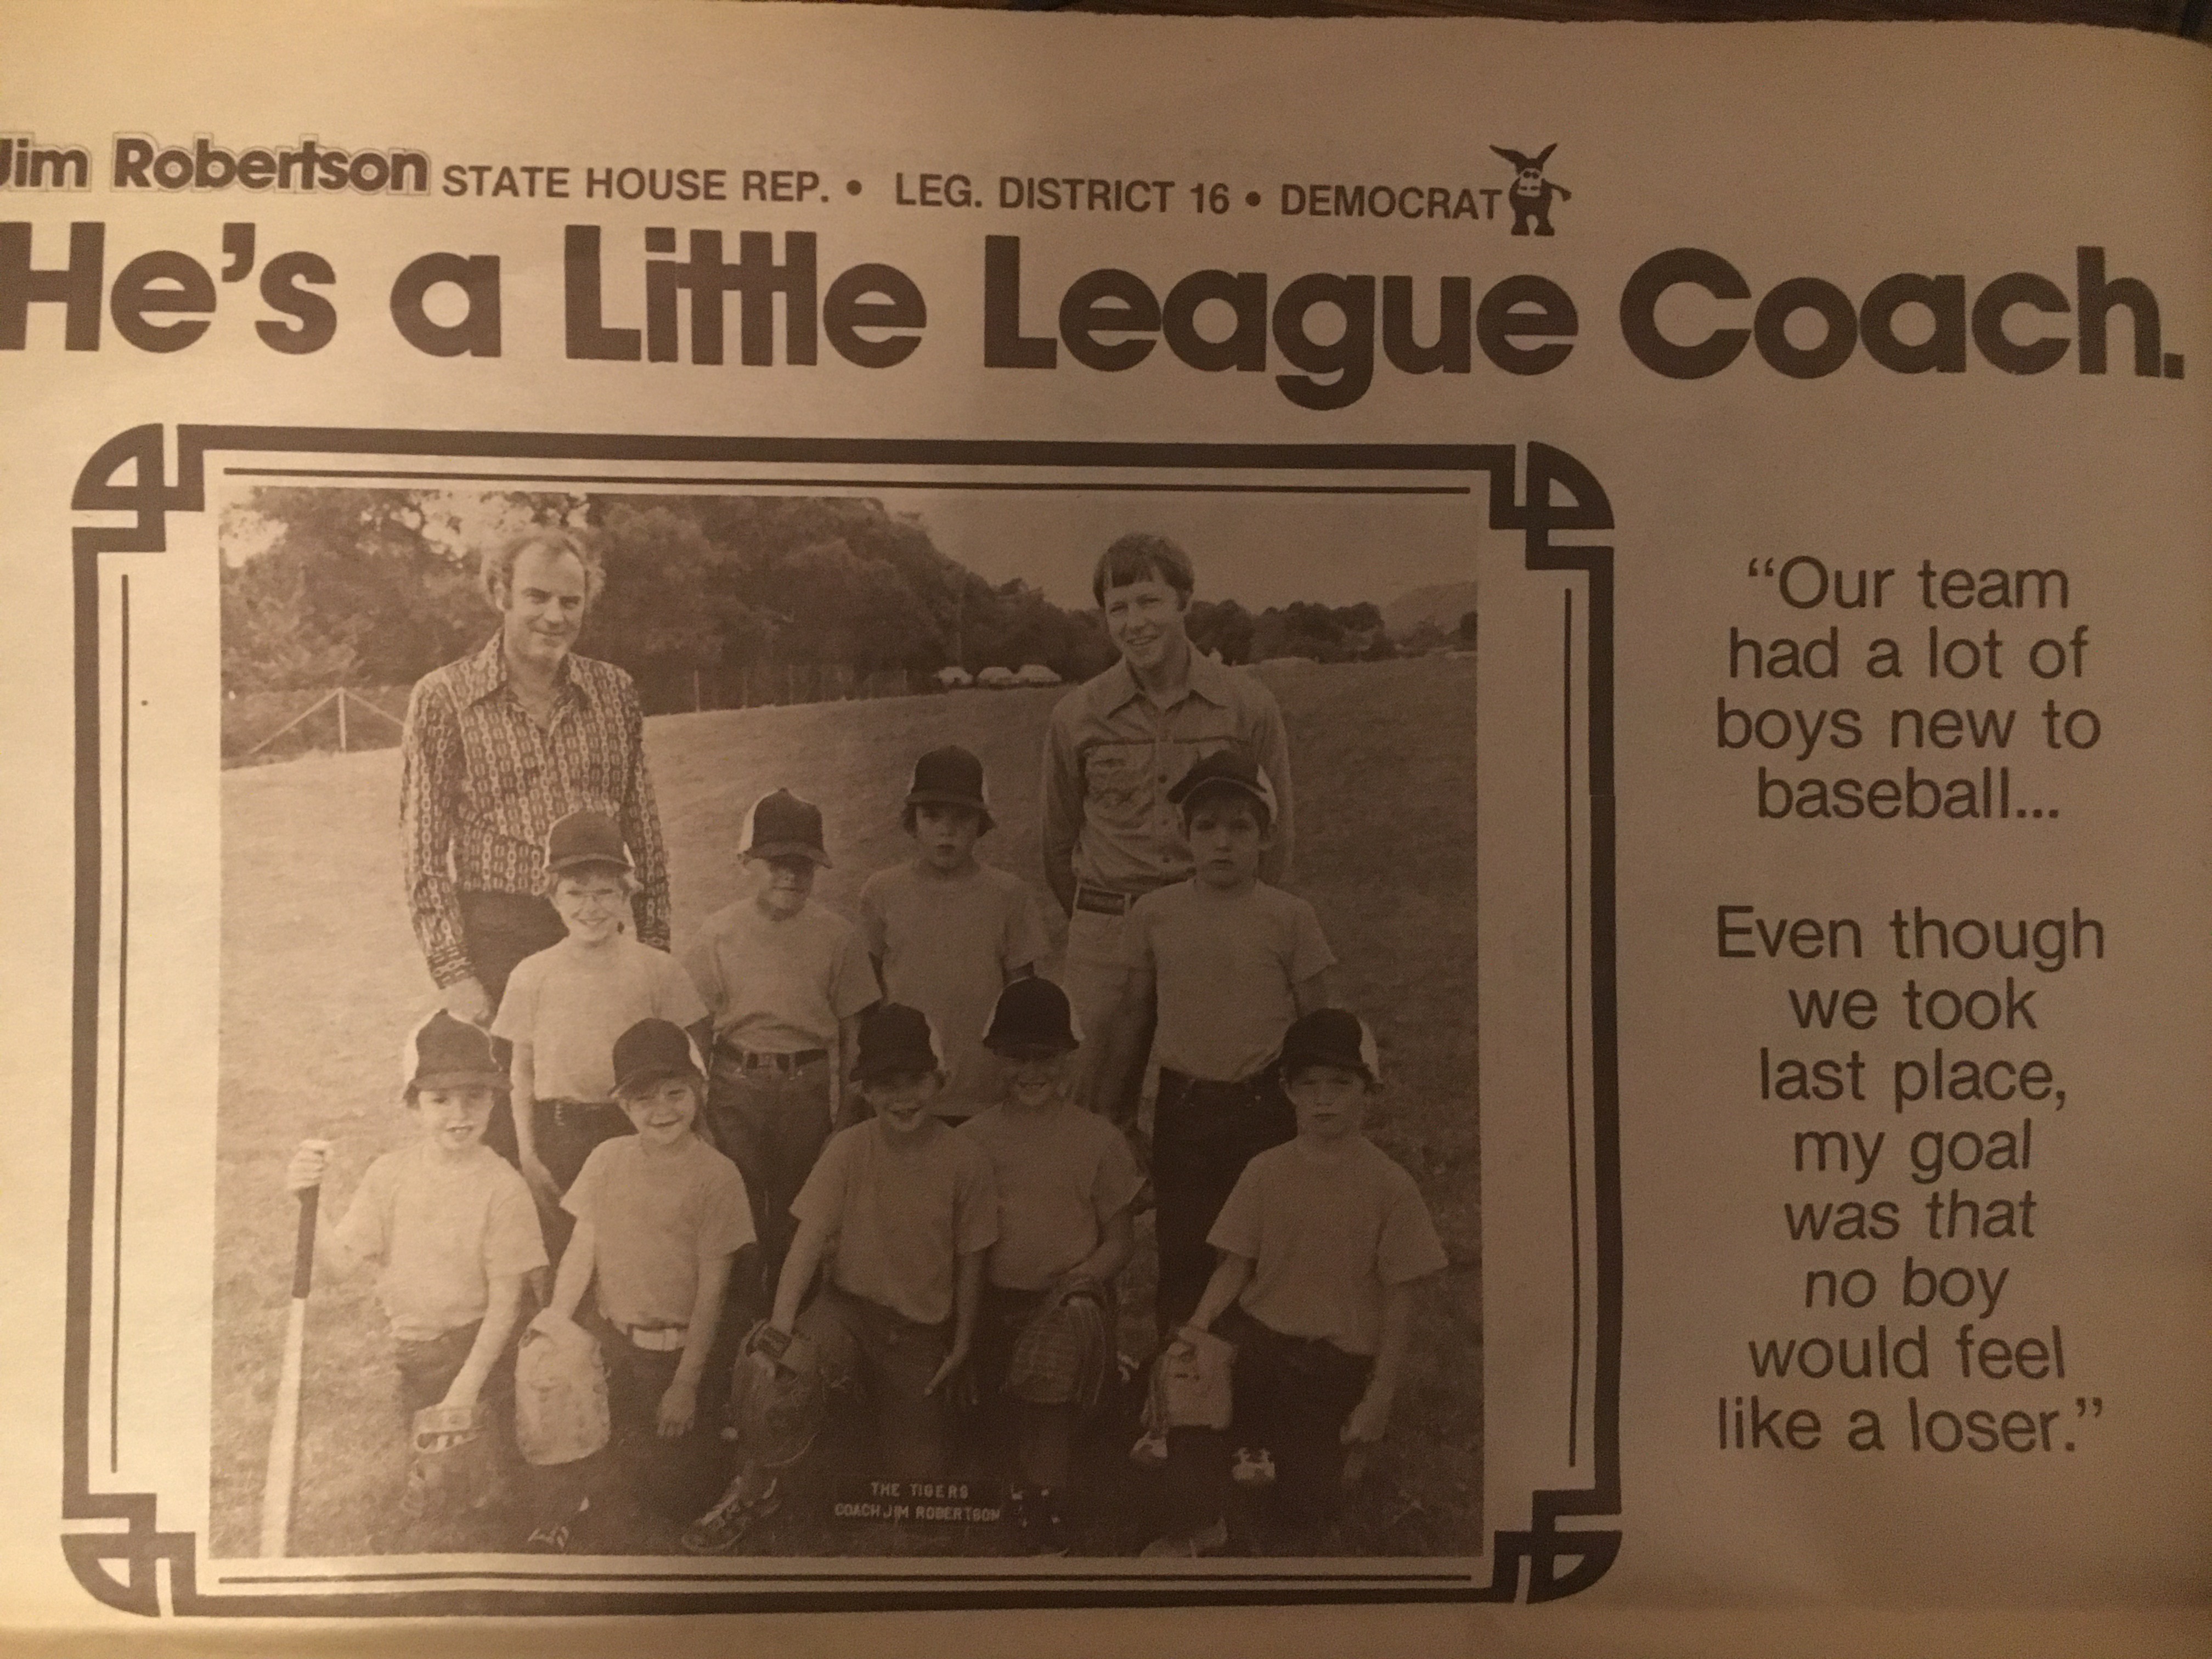 Jim Robertson STATE HOUSE REP. • LEG. DISTRICT 16 • DEMOCRAT
He's a Little League Coach.
“Our team
had a lot of
boys new to
baseball...
Even though
we took
last place,
my goal
was that
no boy
would feel
like a loser.”
THE TIGERS
COACH JIM ROBERTSON